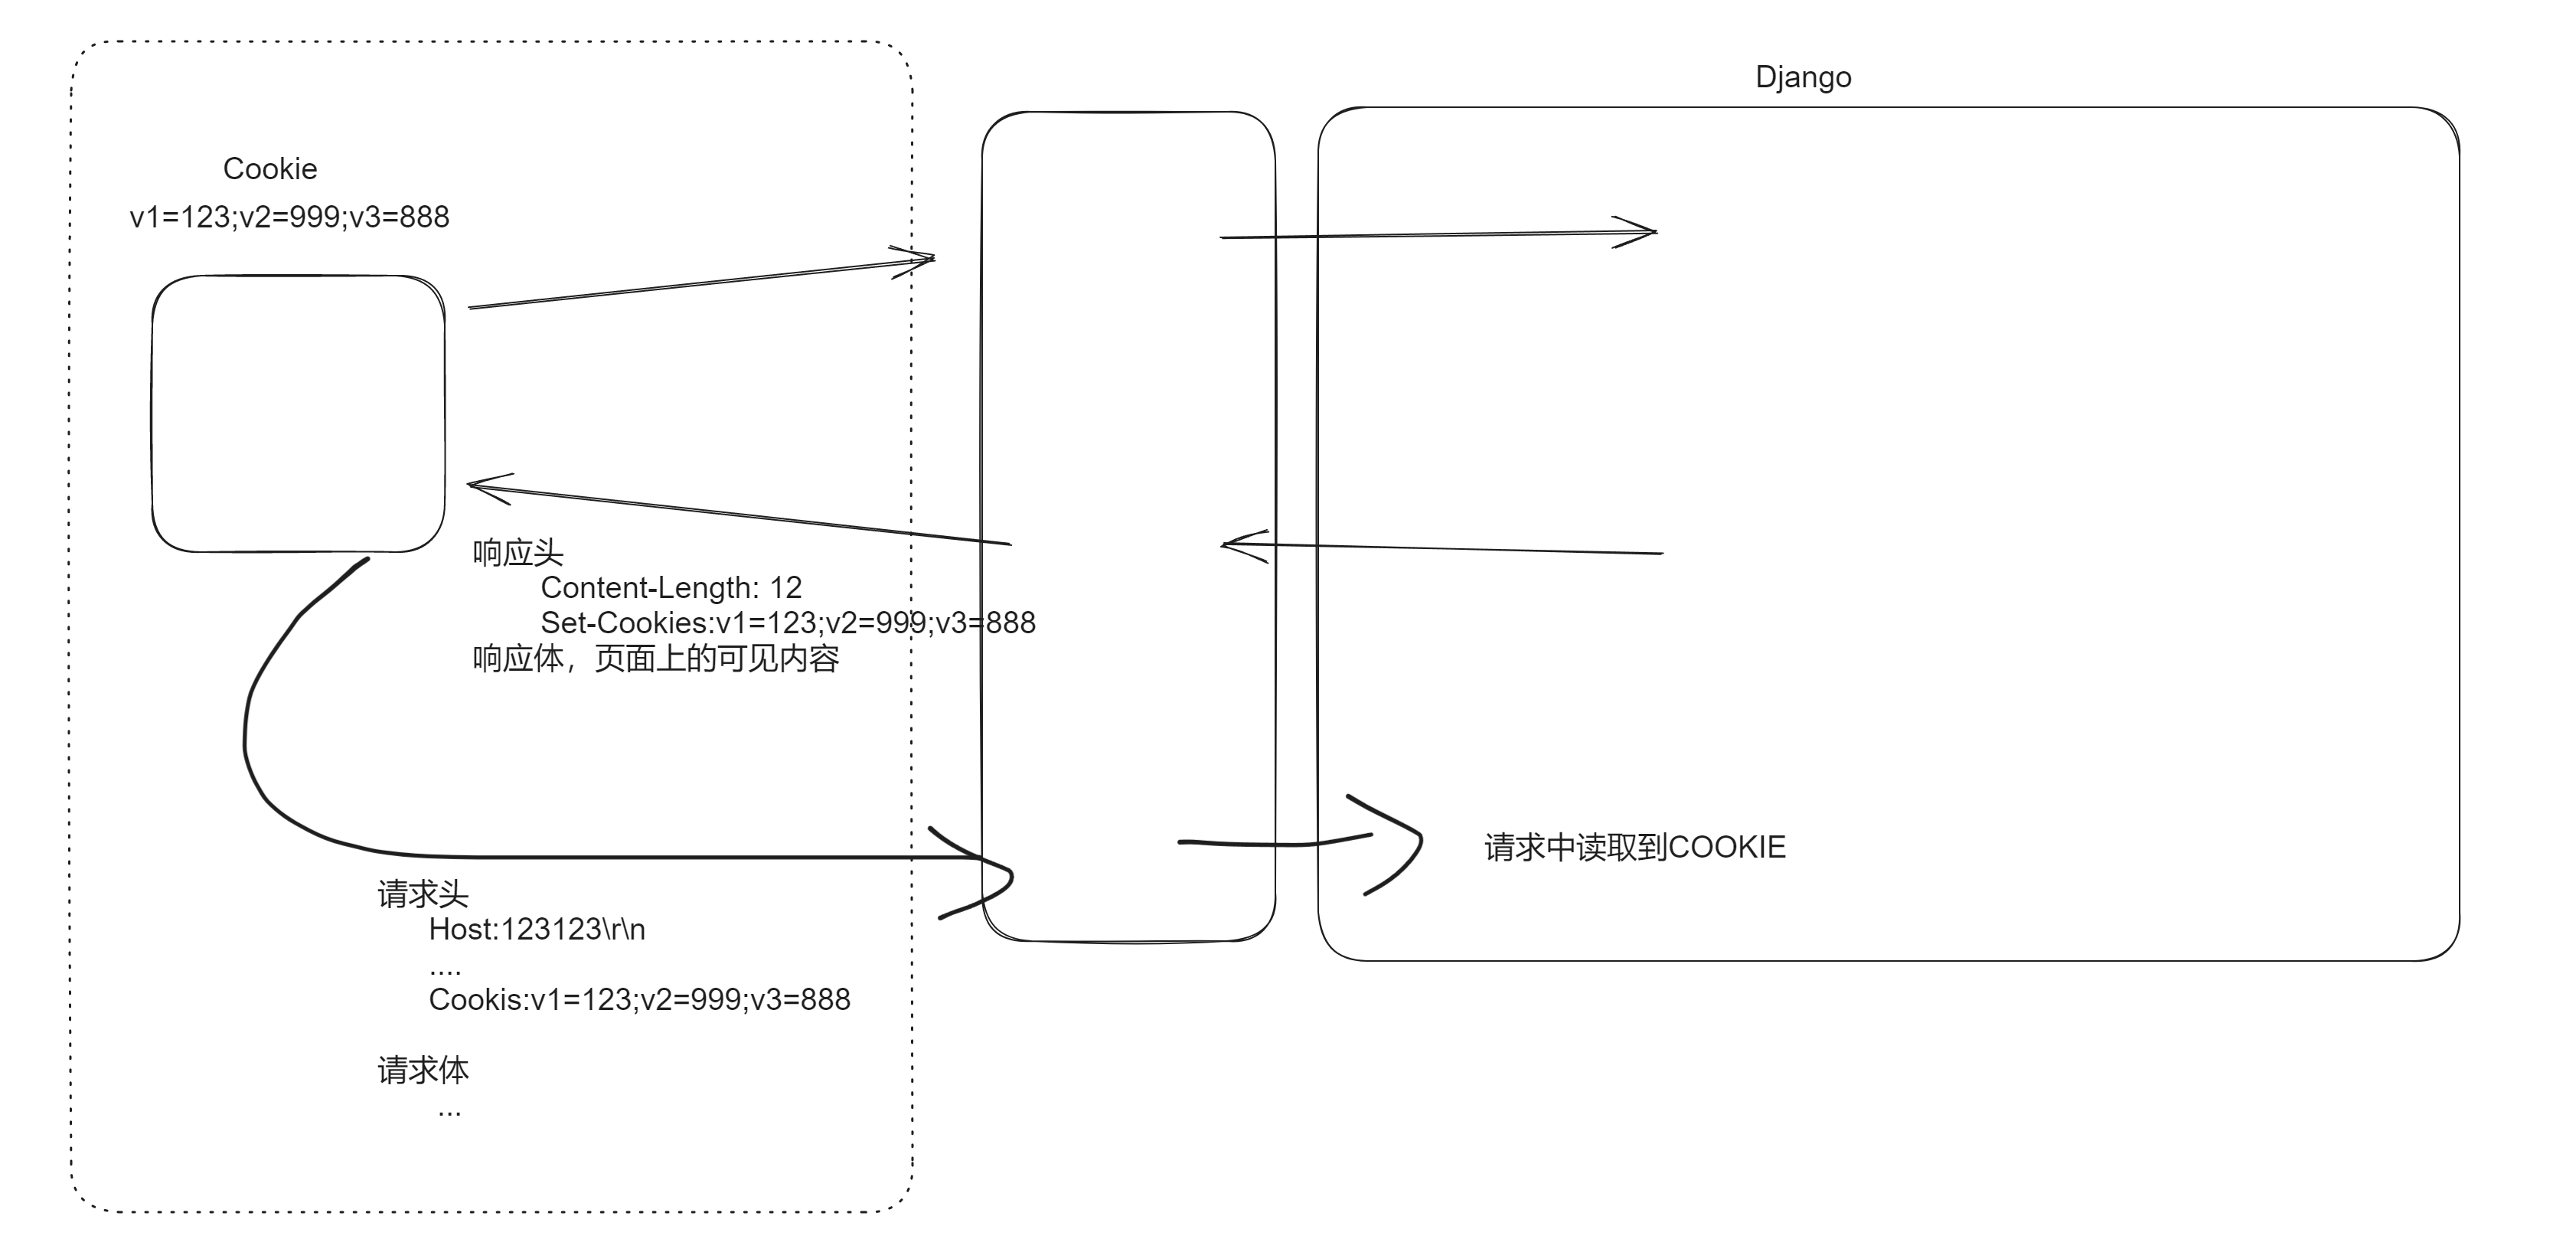 Django
Cookie
v1=123;v2=999;v3=888
响应头
Content-Length: 12
Set-Cookies:v1=123;v2=999;v3=888
响应体，页面上的可见内容
请求中读取到COOKIE
请求头
Host:123123\r\n
....
Cookis:v1=123;v2=999;v3=888
请求体
...